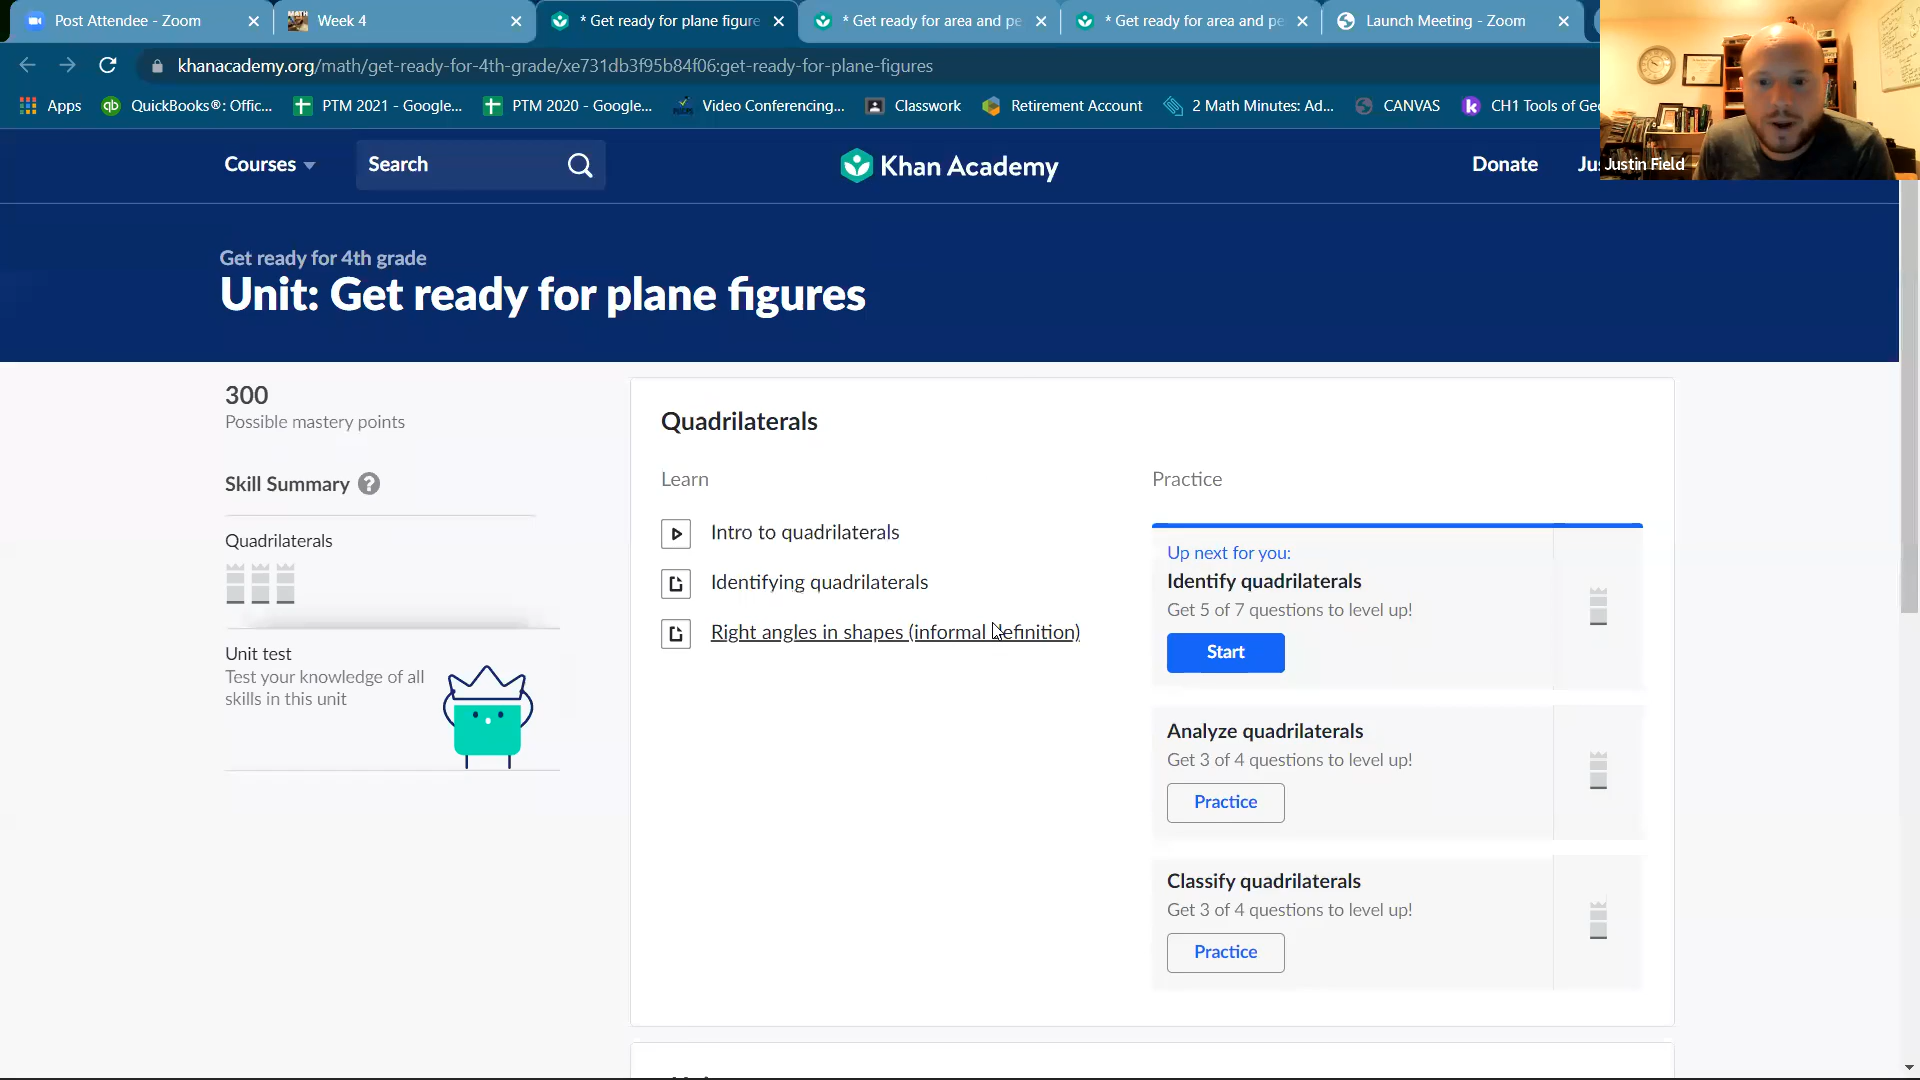 Post Attendee - Zoom
Week 4
* Get ready for plane figure
* Get ready for area and pe
* Get ready for area and pe
Launch Meeting - Zoom
khanacademy.org/math/get-ready-for-4th-grade/xe731db3f95b84f06:get-ready-for-plane-figures
Apps
QuickBooks®: Offic...
PTM 2021 - Google...
PTM 2020 - Google...
Video Conferencing...
Classwork
Retirement Account
2 Math Minutes: Ad...
CANVAS
CH1 Tools of Ge
Justin Field
Courses
Search
Khan Academy
Donate
Get ready for 4th grade
Unit: Get ready for plane figures
300
Possible mastery points
Skill Summary ?
Quadrilaterals
Unit test
Test your knowledge of all
skills in this unit
Quadrilaterals
Learn
Intro to quadrilaterals
Identifying quadrilaterals
Right angles in shapes (informal definition)
Practice
Up next for you:
Identify quadrilaterals
Get 5 of 7 questions to level up!
Start
Analyze quadrilaterals
Get 3 of 4 questions to level up!
Practice
Classify quadrilaterals
Get 3 of 4 questions to level up!
Practice